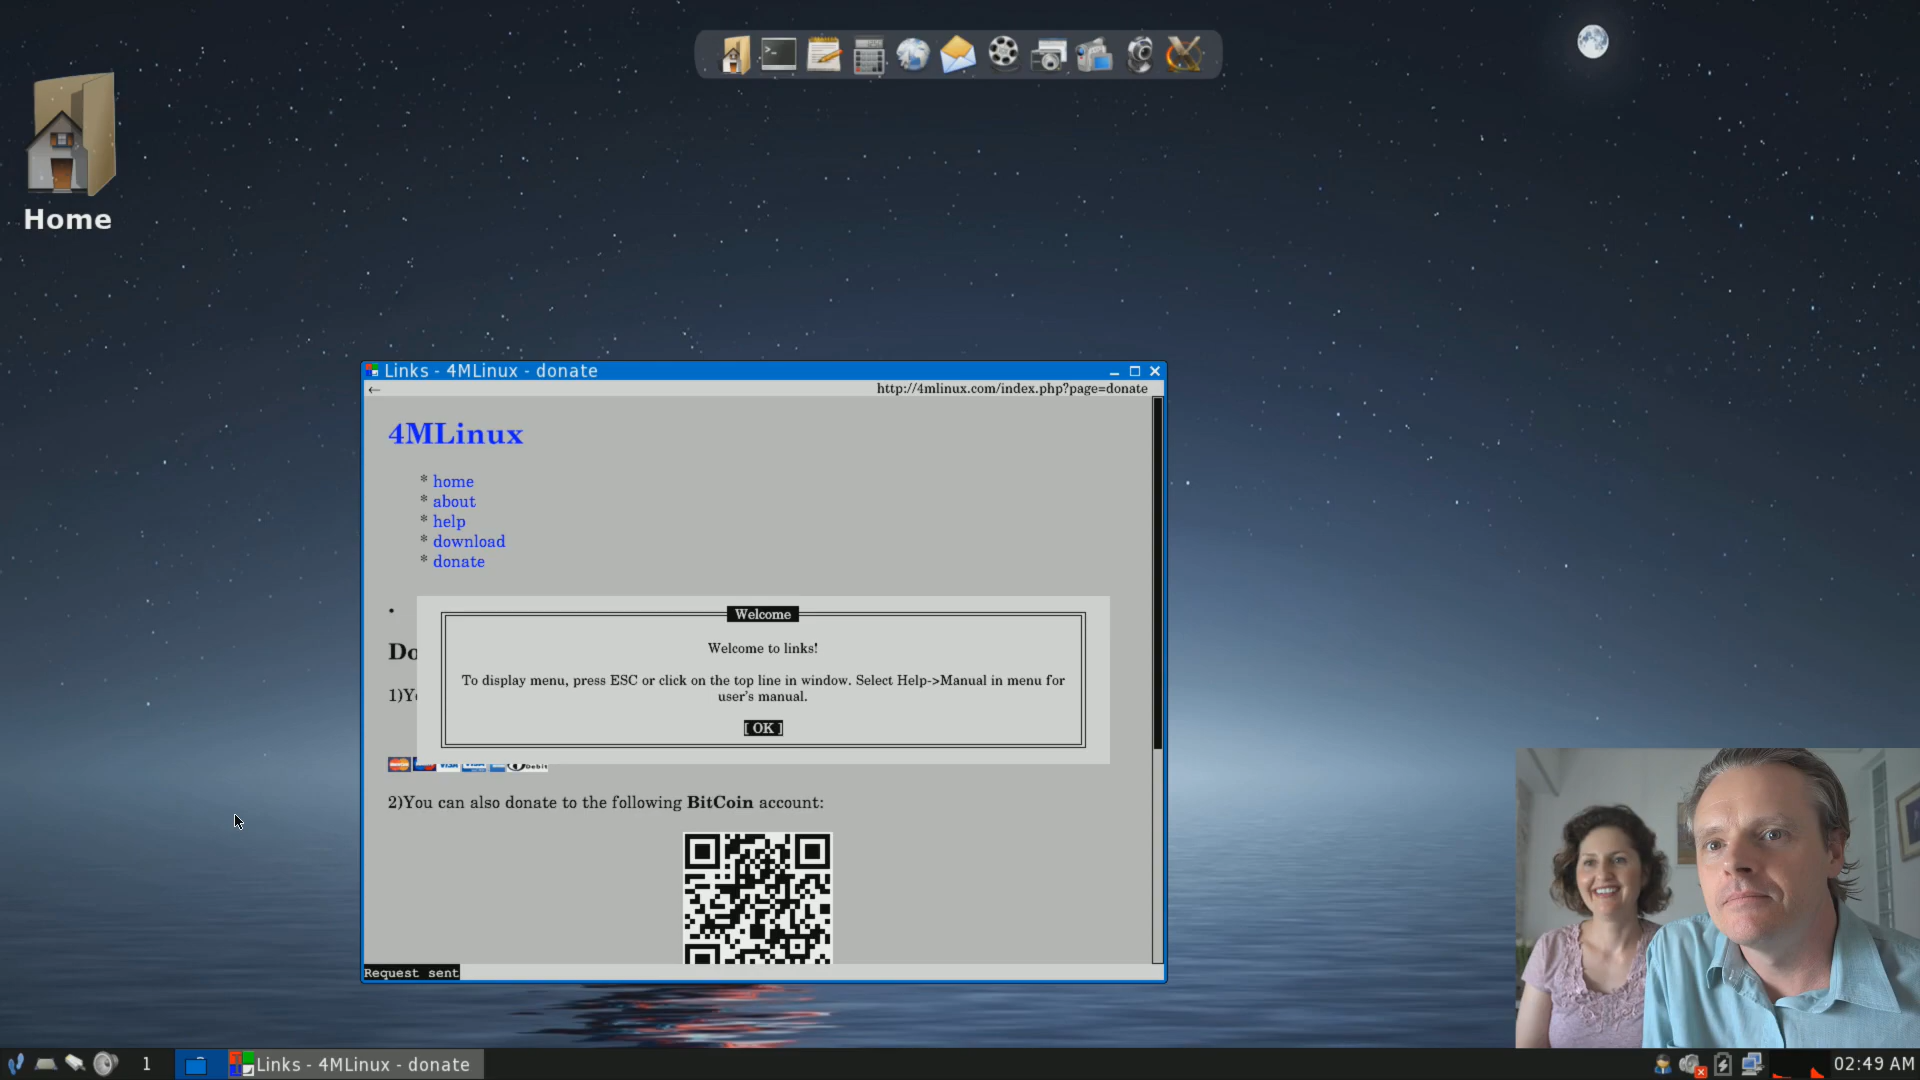 Home
Links - 4MLinux - donate
http://4mlinux.com/index.php?page=donate
4MLinux
* home
* about
* help
* download
* donate
Welcome
Welcome to links!
To display menu, press ESC or click on the top line in window. Select Help->Manual in menu for
user's manual.
[ OK ]
Do
1)Y
VISA VISA Debit
2)You can also donate to the following BitCoin account:
Request sent
1
Links - 4MLinux - donate
02:49 AM